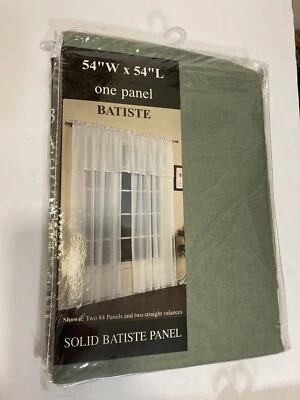 54"W x 54"L
one panel
BATISTE
Shown: Two 84 Panels and two straight valances
SOLID BATISTE PANEL